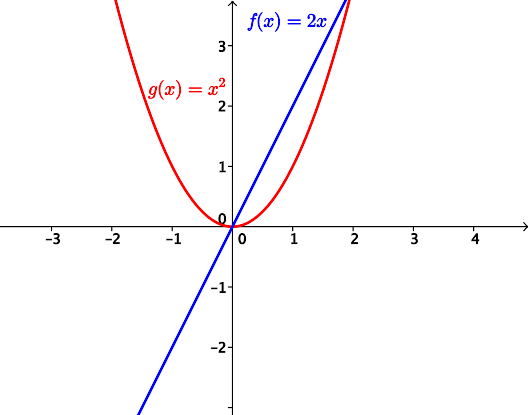 f(x) = 2x
3
g(x) = x²
2
1
0
-3 -2 -1 0 1 2 3 4
-1
-2